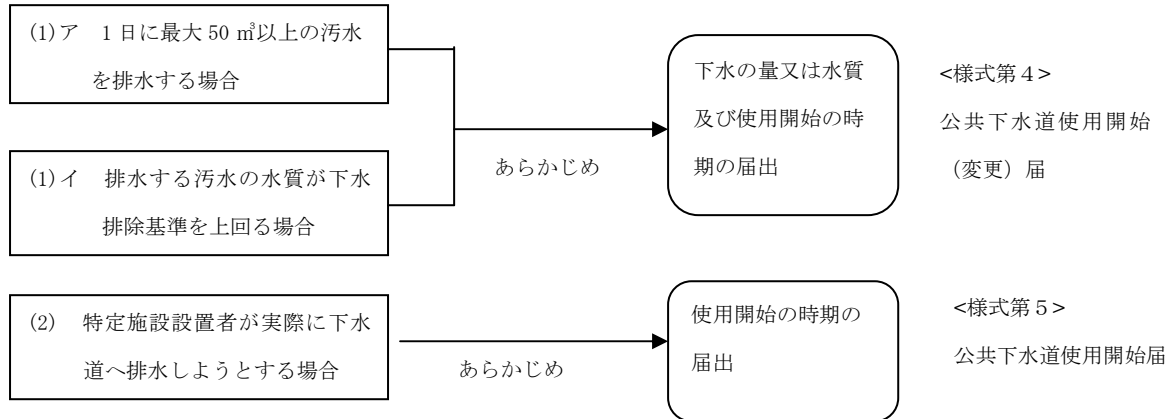 (1)ア 1日に最大 50 ㎥以上の汚水
を排水する場合
(1)イ 排水する汚水の水質が下水
排除基準を上回る場合
あらかじめ
下水の量又は水質
及び使用開始の時
期の届出
<様式第４>
公共下水道使用開始
（変更）届
(2) 特定施設設置者が実際に下水
道へ排水しようとする場合
あらかじめ
使用開始の時期の
届出
<様式第５>
公共下水道使用開始届